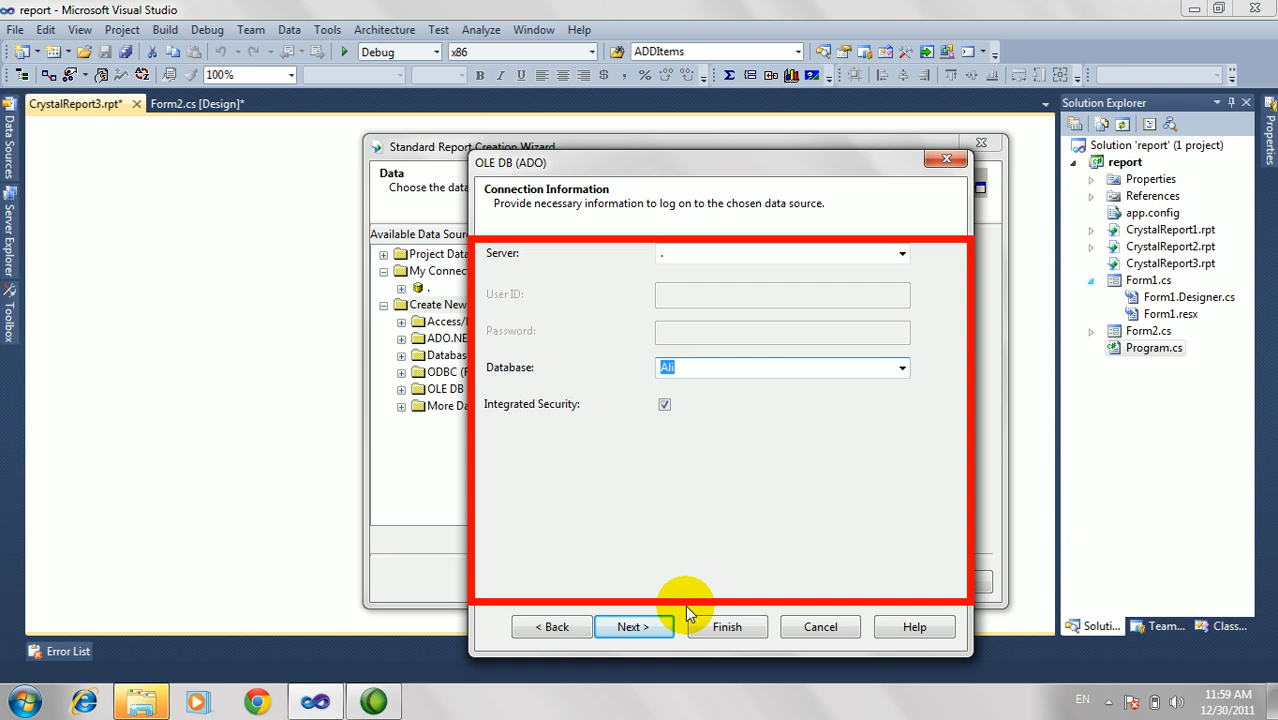 report - Microsoft Visual Studio
File Edit View Project Build Debug Team Data Tools Architecture Test Analyze Window Help
Debug x86 ADDItems
100%
CrystalReport3.rpt* Form2.cs [Design]*
Data Sources
Server Explorer
Toolbox
Standard Report Creation Wizard
Data
Choose the data
Available Data Sour
Project Data
My Connec
.
Create New
Access/
ADO.NE
Databas
ODBC (R
OLE DB
More Da
OLE DB (ADO)
Connection Information
Provide necessary information to log on to the chosen data source.
Server: .
User ID:
Password:
Database: Ali
Integrated Security:
< Back Next > Finish Cancel Help
Solution Explorer
Solution 'report' (1 project)
report
Properties
References
app.config
CrystalReport1.rpt
CrystalReport2.rpt
CrystalReport3.rpt
Form1.cs
Form1.Designer.cs
Form1.resx
Form2.cs
Program.cs
Soluti... Team... Class...
Properties
Error List
EN 11:59 AM
12/30/2011